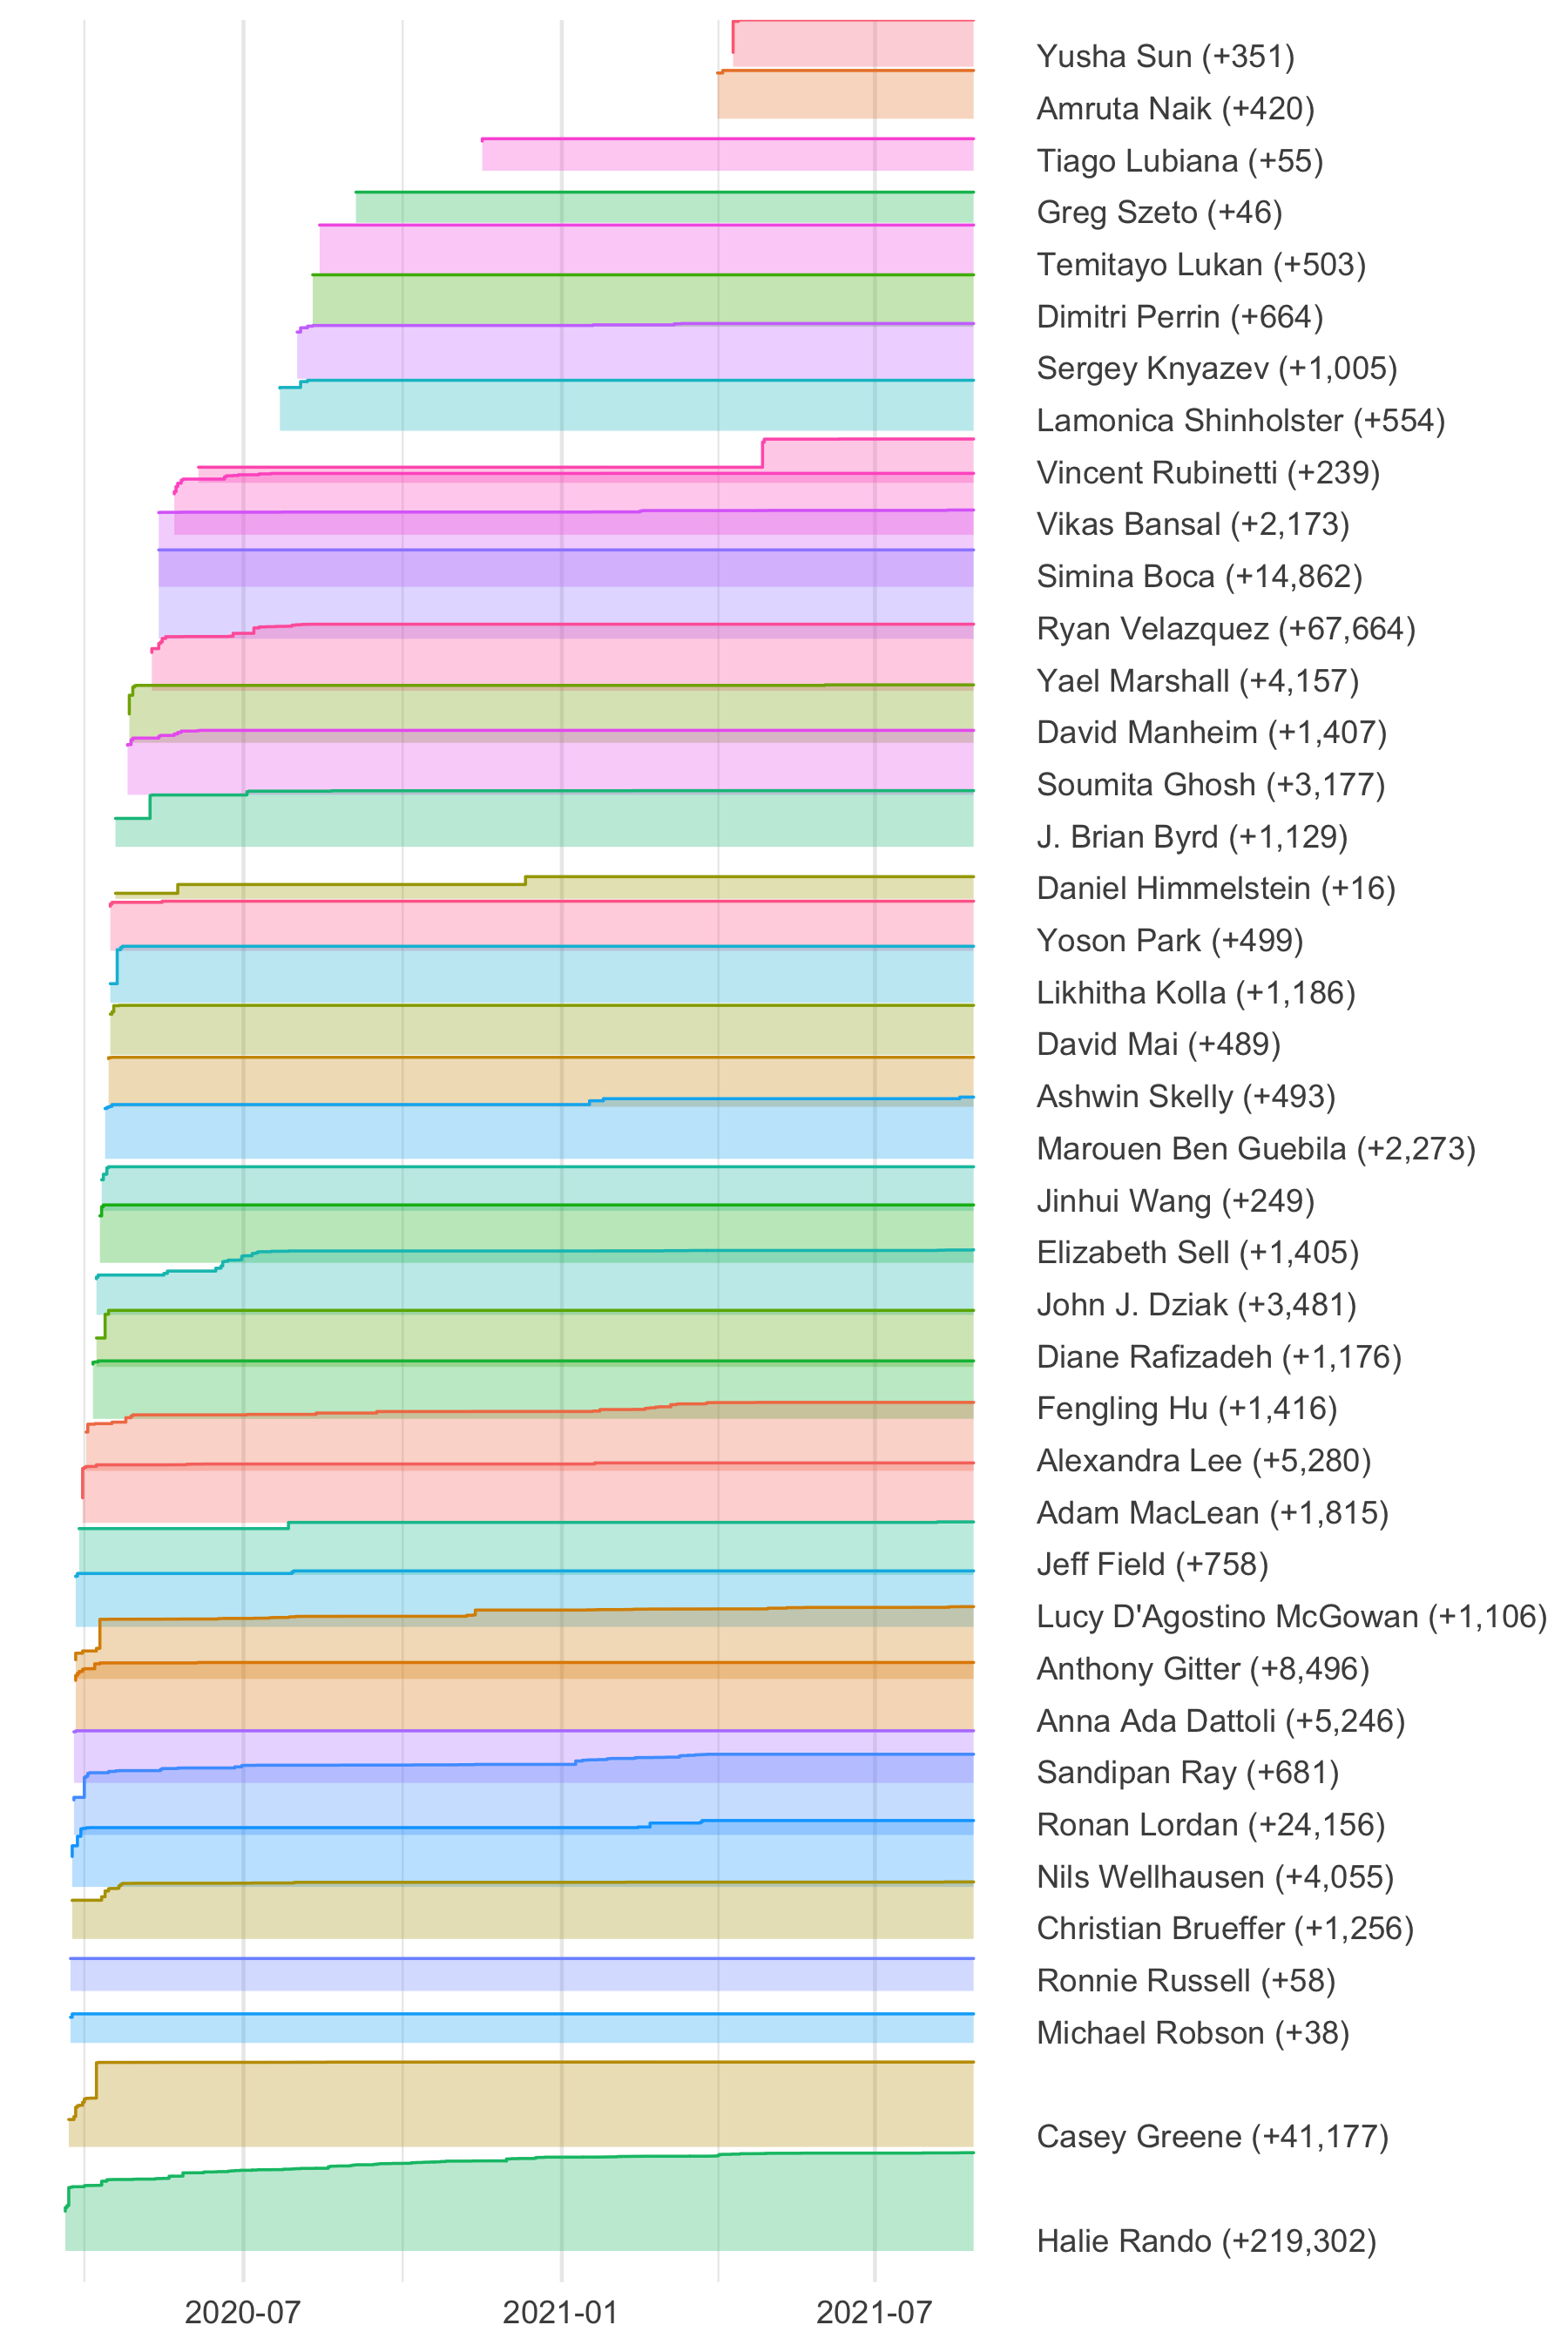 Yusha Sun (+351)
Amruta Naik (+420)
Tiago Lubiana (+55)
Greg Szeto (+46)
Temitayo Lukan (+503)
Dimitri Perrin (+664)
Sergey Knyazev (+1,005)
Lamonica Shinholster (+554)
Vincent Rubinetti (+239)
Vikas Bansal (+2,173)
Simina Boca (+14,862)
Ryan Velazquez (+67,664)
Yael Marshall (+4,157)
David Manheim (+1,407)
Soumita Ghosh (+3,177)
J. Brian Byrd (+1,129)
Daniel Himmelstein (+16)
Yoson Park (+499)
Likhitha Kolla (+1,186)
David Mai (+489)
Ashwin Skelly (+493)
Marouen Ben Guebila (+2,273)
Jinhui Wang (+249)
Elizabeth Sell (+1,405)
John J. Dziak (+3,481)
Diane Rafizadeh (+1,176)
Fengling Hu (+1,416)
Alexandra Lee (+5,280)
Adam MacLean (+1,815)
Jeff Field (+758)
Lucy D'Agostino McGowan (+1,106)
Anthony Gitter (+8,496)
Anna Ada Dattoli (+5,246)
Sandipan Ray (+681)
Ronan Lordan (+24,156)
Nils Wellhausen (+4,055)
Christian Brueffer (+1,256)
Ronnie Russell (+58)
Michael Robson (+38)
Casey Greene (+41,177)
Halie Rando (+219,302)
2020-07 2021-01 2021-07